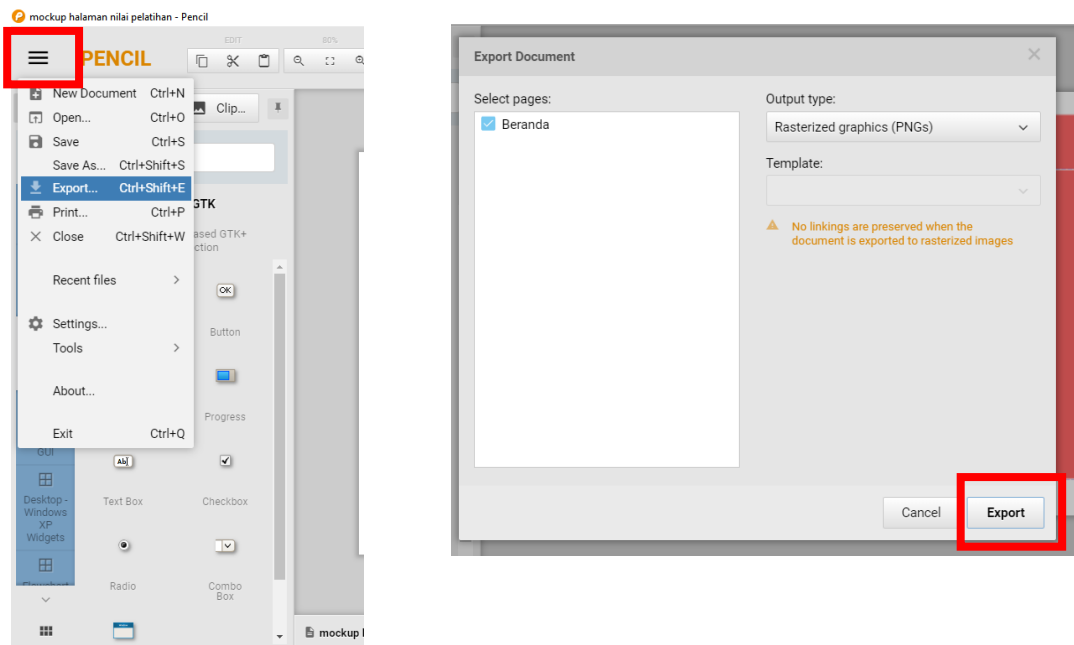 mockup halaman nilai pelatihan - Pencil
PENCIL
EDIT
80%
New Document Ctrl+N
Open... Ctrl+O
Save Ctrl+S
Save As... Ctrl+Shift+S
Export... Ctrl+Shift+E
Print... Ctrl+P
Close Ctrl+Shift+W
Recent files
Settings...
Tools
About...
Exit Ctrl+Q
Clip...
GTK
GTK+
OK
Button
Progress
GUI
Ab
Desktop -
Windows
XP
Widgets
Text Box
Checkbox
Radio
Combo
Box
mockup
Export Document
Select pages:
Beranda
Output type:
Rasterized graphics (PNGs)
Template:
No linkings are preserved when the
document is exported to rasterized images
Cancel
Export